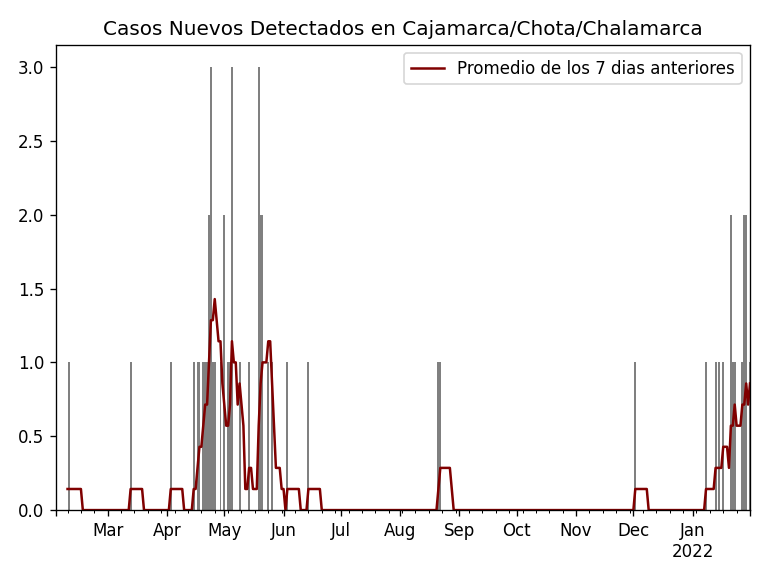 Casos Nuevos Detectados en Cajamarca/Chota/Chalamarca
Promedio de los 7 dias anteriores
3.0
2.5
2.0
1.5
1.0
0.5
0.0
Mar Apr May Jun Jul Aug Sep Oct Nov Dec Jan
2022